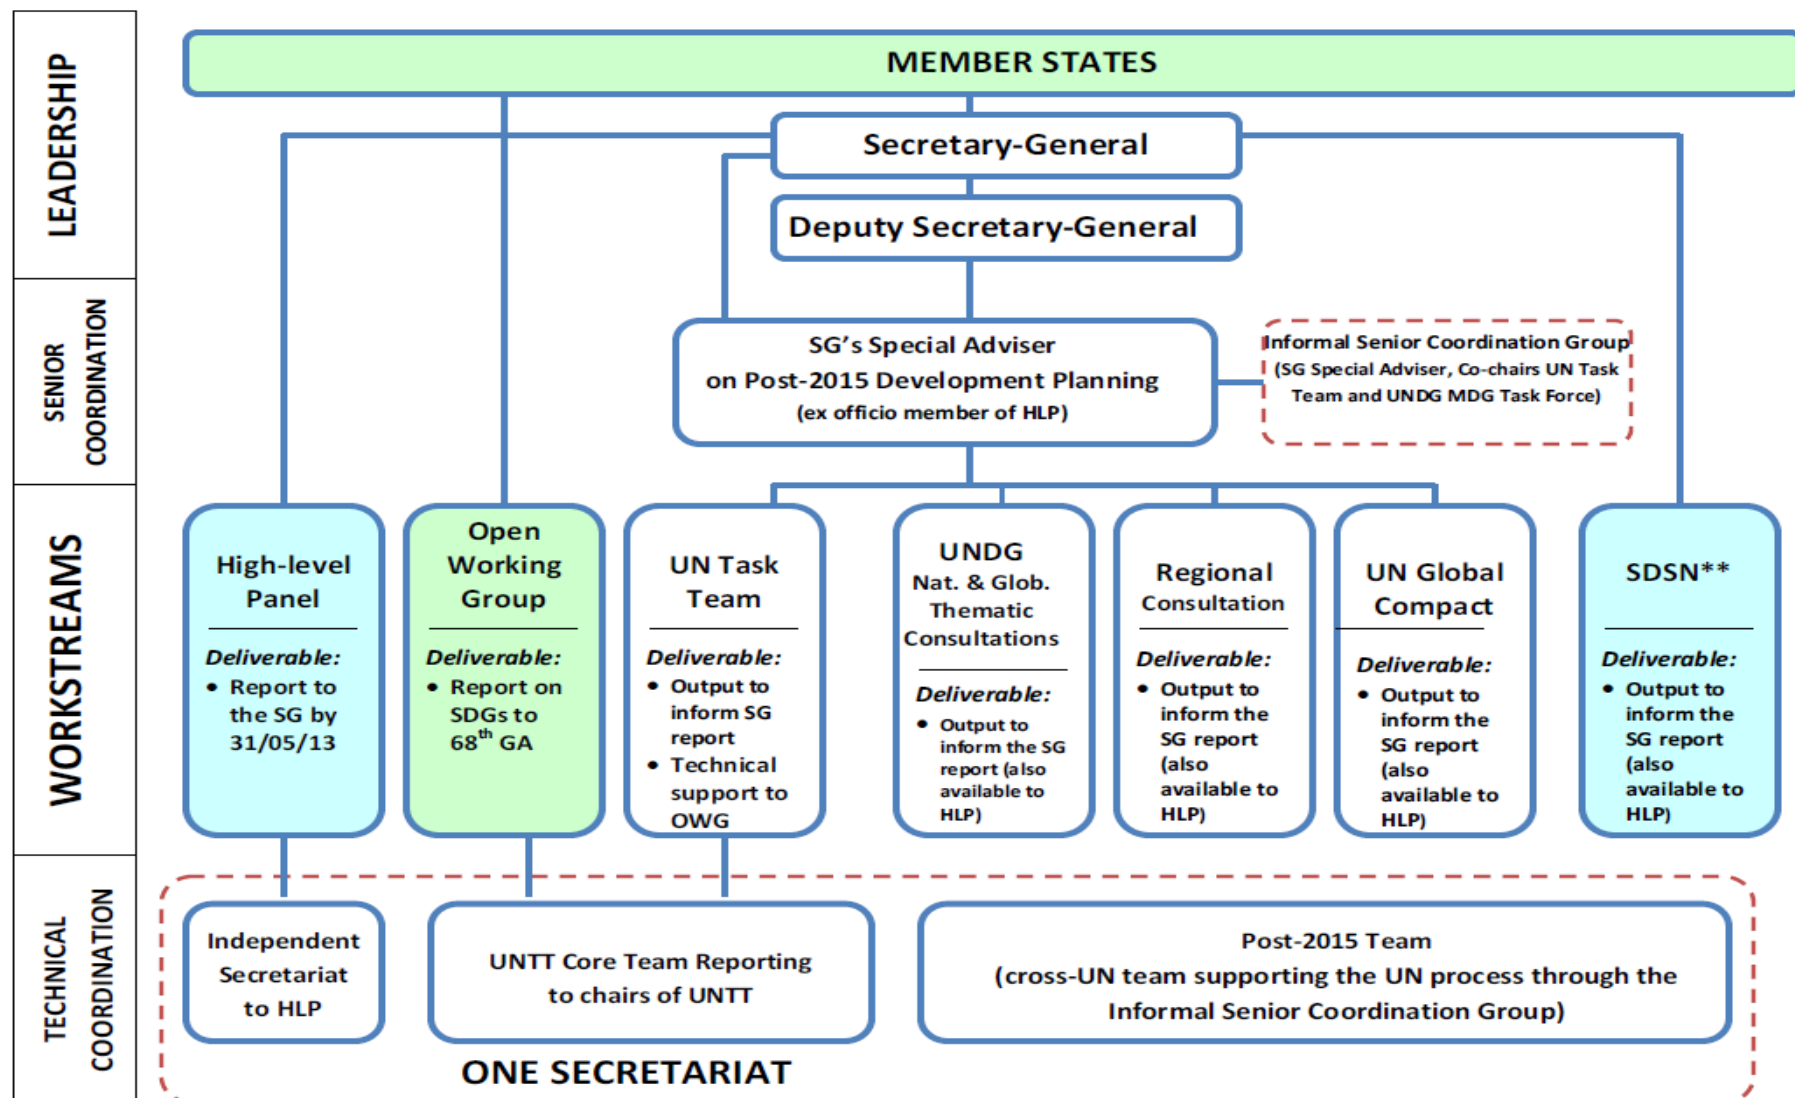 LEADERSHIP
MEMBER STATES
Secretary-General
Deputy Secretary-General
SENIOR
COORDINATION
SG's Special Adviser
on Post-2015 Development Planning
(ex officio member of HLP)
Informal Senior Coordination Group
(SG Special Adviser, Co-chairs UN Task
Team and UNDG MDG Task Force)
WORKSTREAMS
High-level
Panel
Deliverable:
• Report to
the SG by
31/05/13
Open
Working
Group
Deliverable:
• Report on
SDGs to
68th GA
UN Task
Team
Deliverable:
• Output to
inform SG
report
• Technical
support to
OWG
UNDG
Nat. & Glob.
Thematic
Consultations
Deliverable:
• Output to
inform the SG
report (also
available to
HLP)
Regional
Consultation
Deliverable:
• Output to
inform the
SG report
(also
available to
HLP)
UN Global
Compact
Deliverable:
• Output to
inform the
SG report
(also
available to
HLP)
SDSN**
Deliverable:
• Output to
inform the
SG report
(also
available to
HLP)
TECHNICAL
COORDINATION
Independent
Secretariat
to HLP
UNTT Core Team Reporting
to chairs of UNTT
Post-2015 Team
(cross-UN team supporting the UN process through the
Informal Senior Coordination Group)
ONE SECRETARIAT